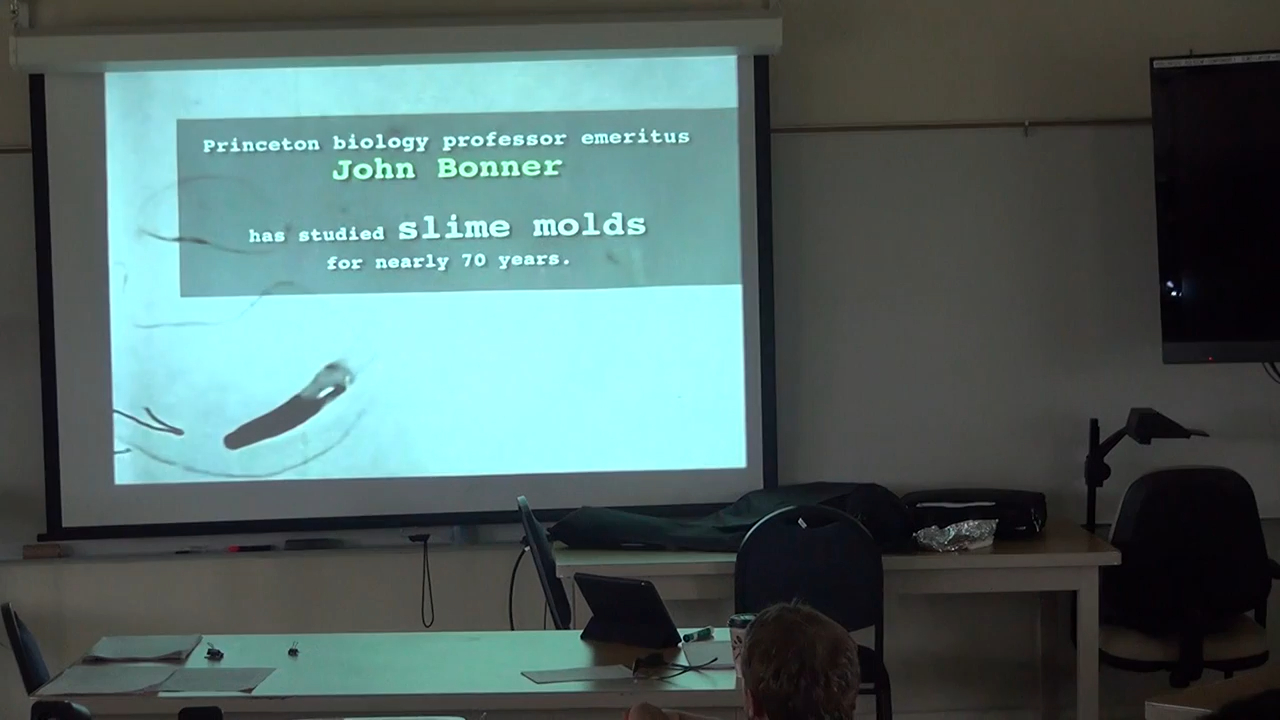 Princeton biology professor emeritus
John Bonner
has studied slime molds
for nearly 70 years.